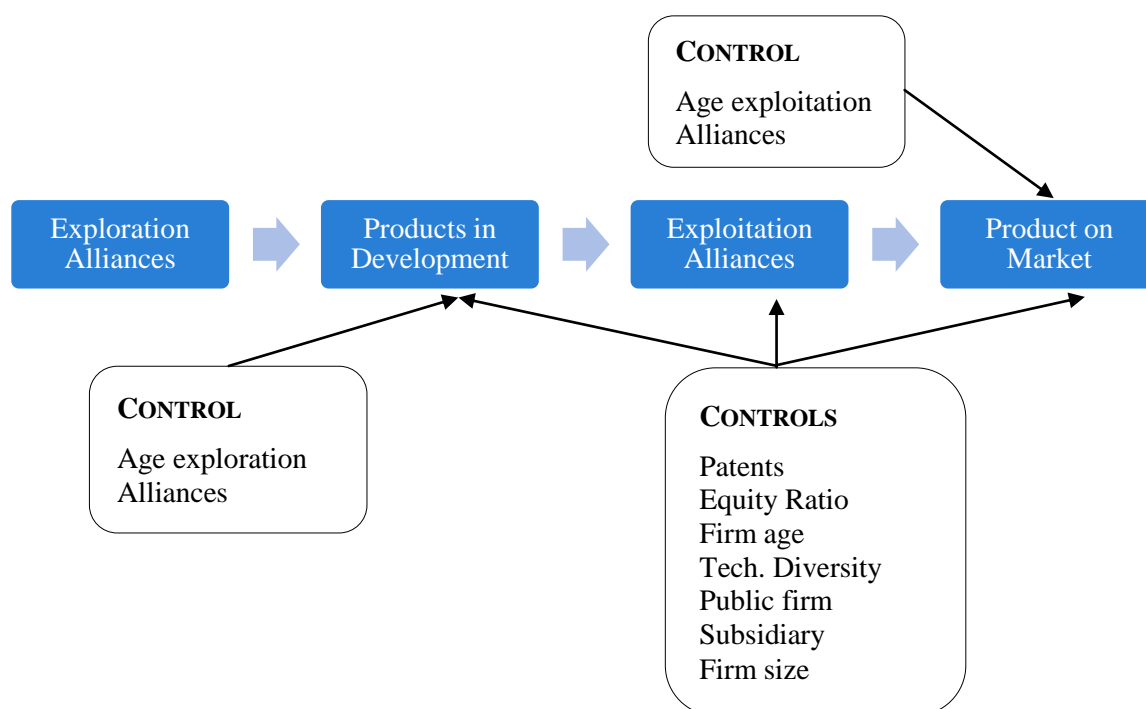 CONTROL
Age exploitation
Alliances
Exploration
Alliances
Products in
Development
Exploitation
Alliances
Product on
Market
CONTROL
Age exploration
Alliances
CONTROLS
Patents
Equity Ratio
Firm age
Tech. Diversity
Public firm
Subsidiary
Firm size